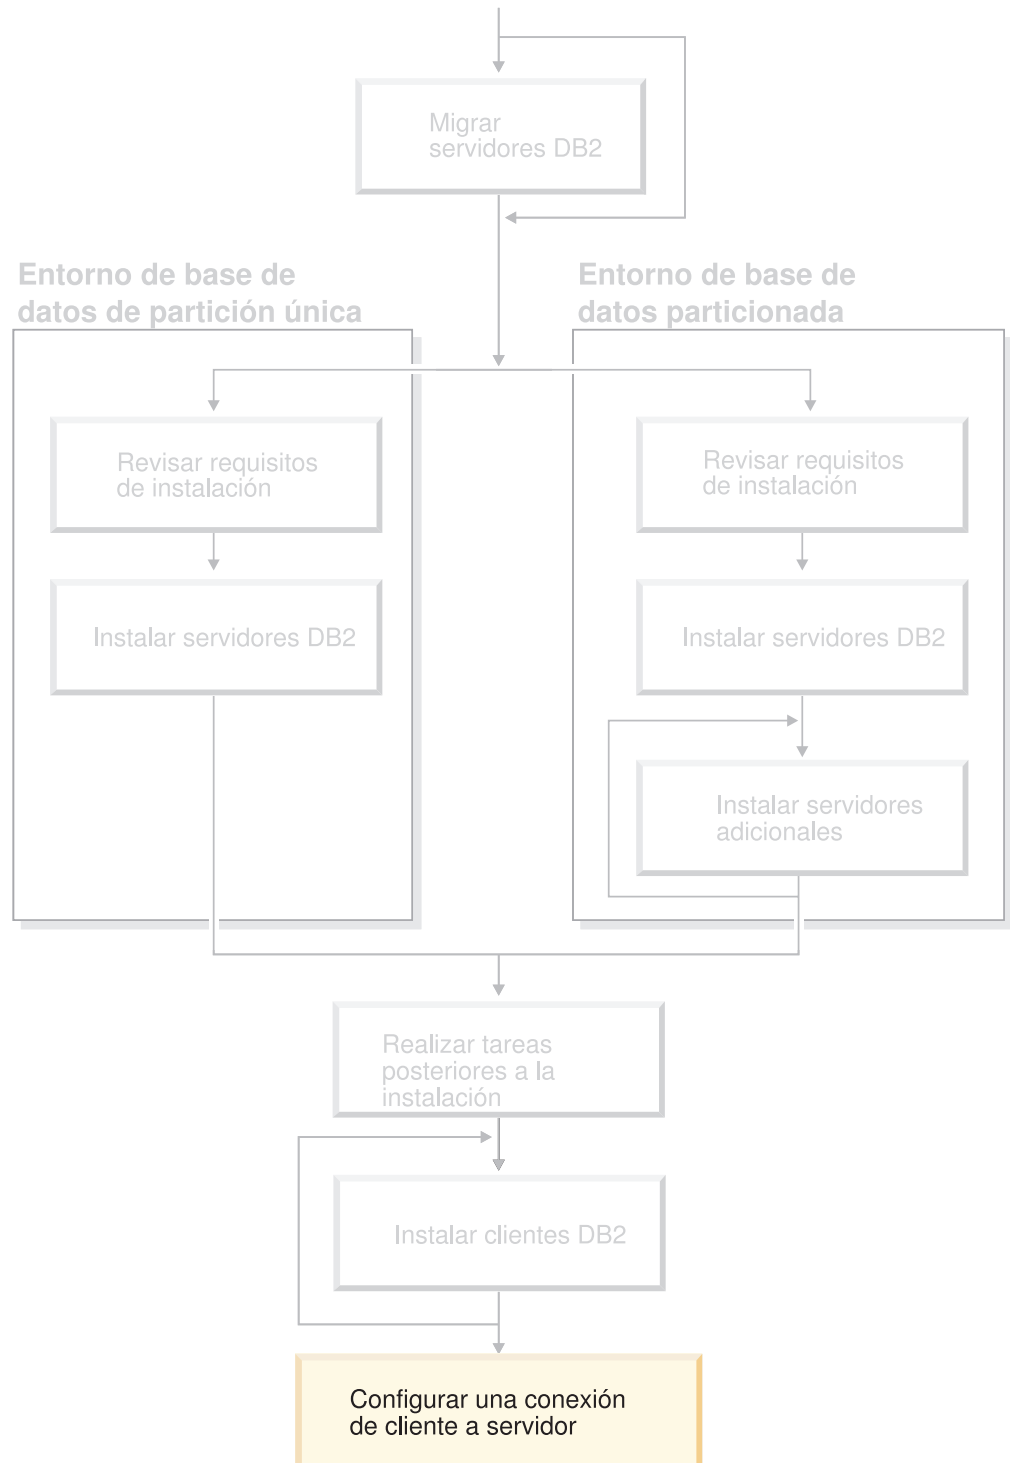 Migrar
servidores DB2
Entorno de base de
datos de partición única
Entorno de base de
datos particionada
Revisar requisitos
de instalación
Revisar requisitos
de instalación
Instalar servidores DB2
Instalar servidores DB2
Instalar servidores
adicionales
Realizar tareas
posteriores a la
instalación
Instalar clientes DB2
Configurar una conexión
de cliente a servidor